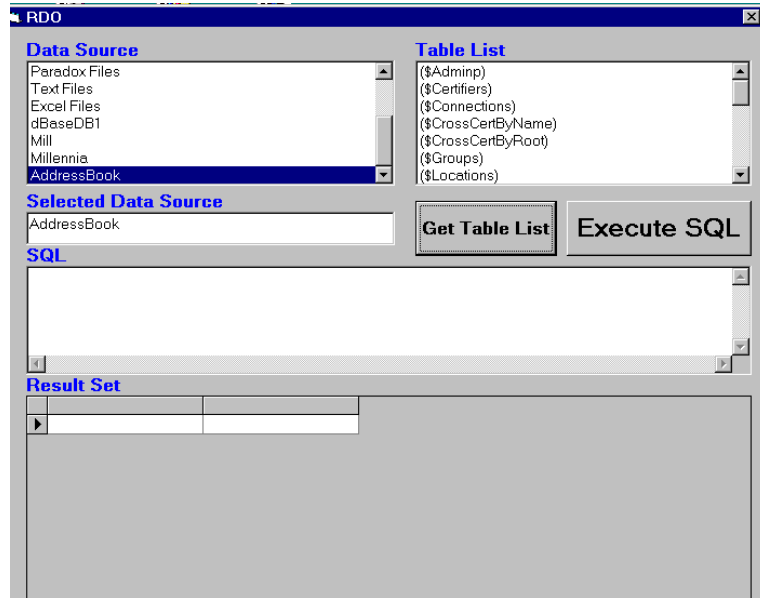 RDO
Data Source
Paradox Files
Text Files
Excel Files
dBaseDB1
Mill
Millennia
AddressBook
Table List
($Adminp)
($Certifiers)
($Connections)
($CrossCertByName)
($CrossCertByRoot)
($Groups)
($Locations)
Selected Data Source
AddressBook
Get Table List
Execute SQL
SQL
Result Set